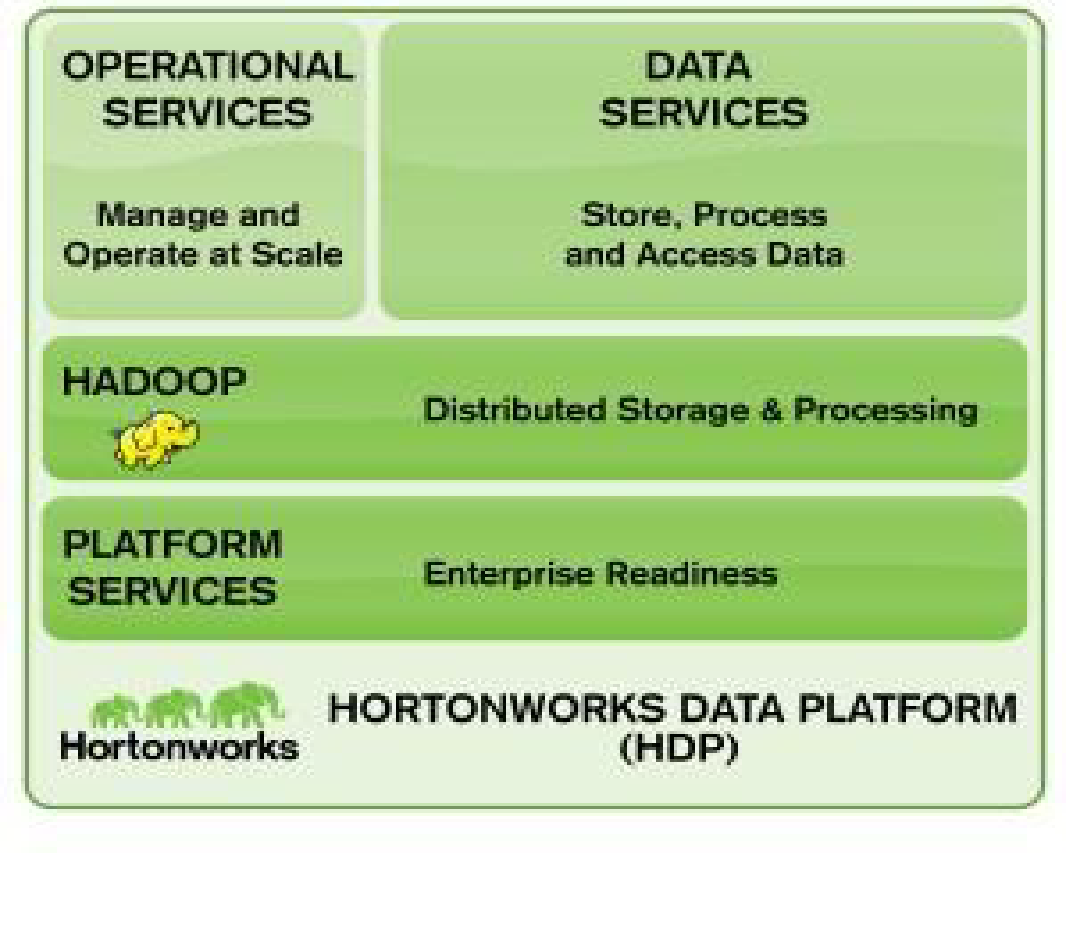 OPERATIONAL
SERVICES
Manage and
Operate at Scale
DATA
SERVICES
Store, Process
and Access Data
HADOOP
Distributed Storage & Processing
PLATFORM
SERVICES
Enterprise Readiness
Hortonworks
HORTONWORKS DATA PLATFORM
(HDP)